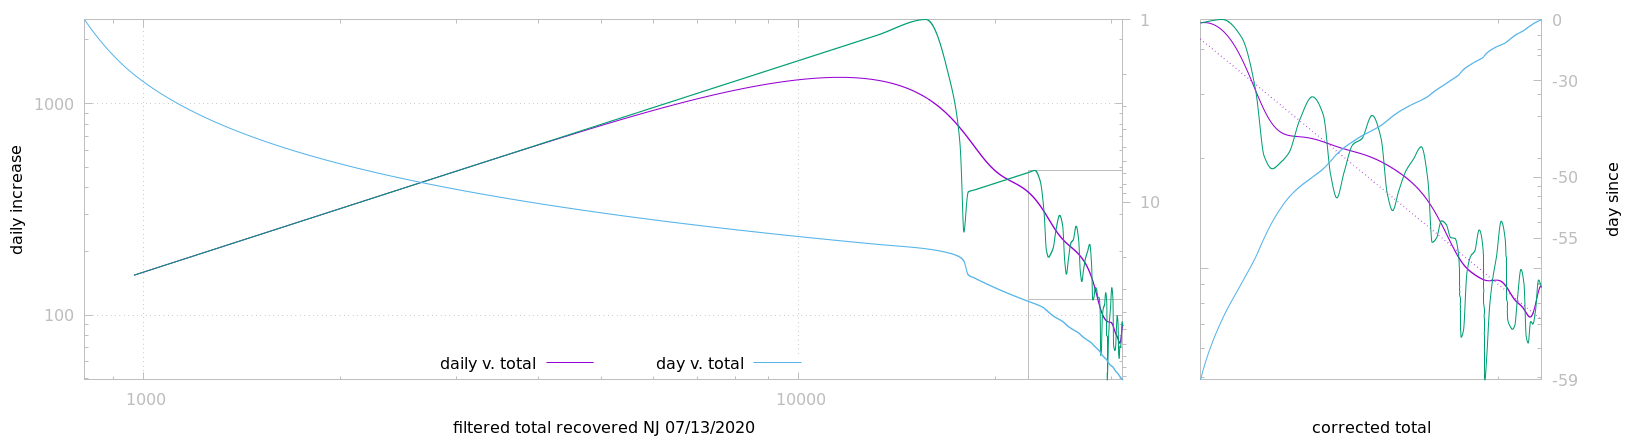 1000
100
daily increase
1000
10000
filtered total recovered NJ 07/13/2020
daily v. total
day v. total
1
10
0
-30
-50
-55
-59
day since
corrected total